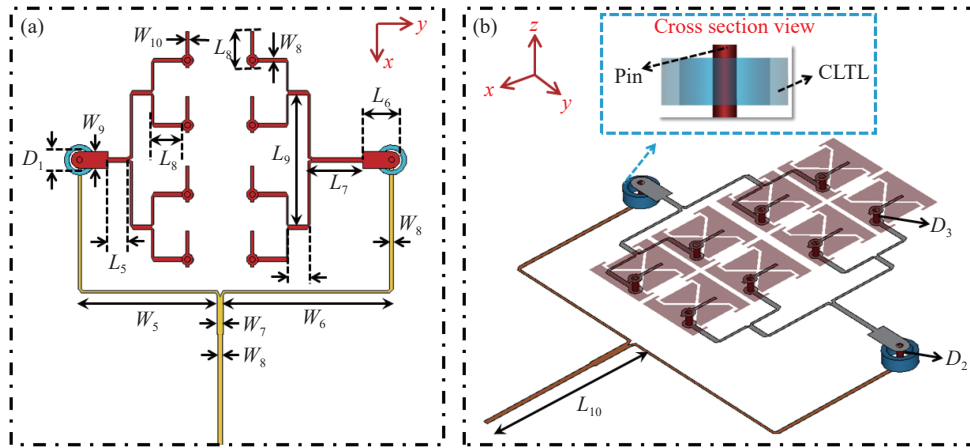 (a)
W10
L8
W8
y
x
L6
W9
D1
L8
L9
L7
L5
W8
W5
W6
W7
W8
(b)
z
x
y
Cross section view
Pin
CLTL
D3
D2
L10